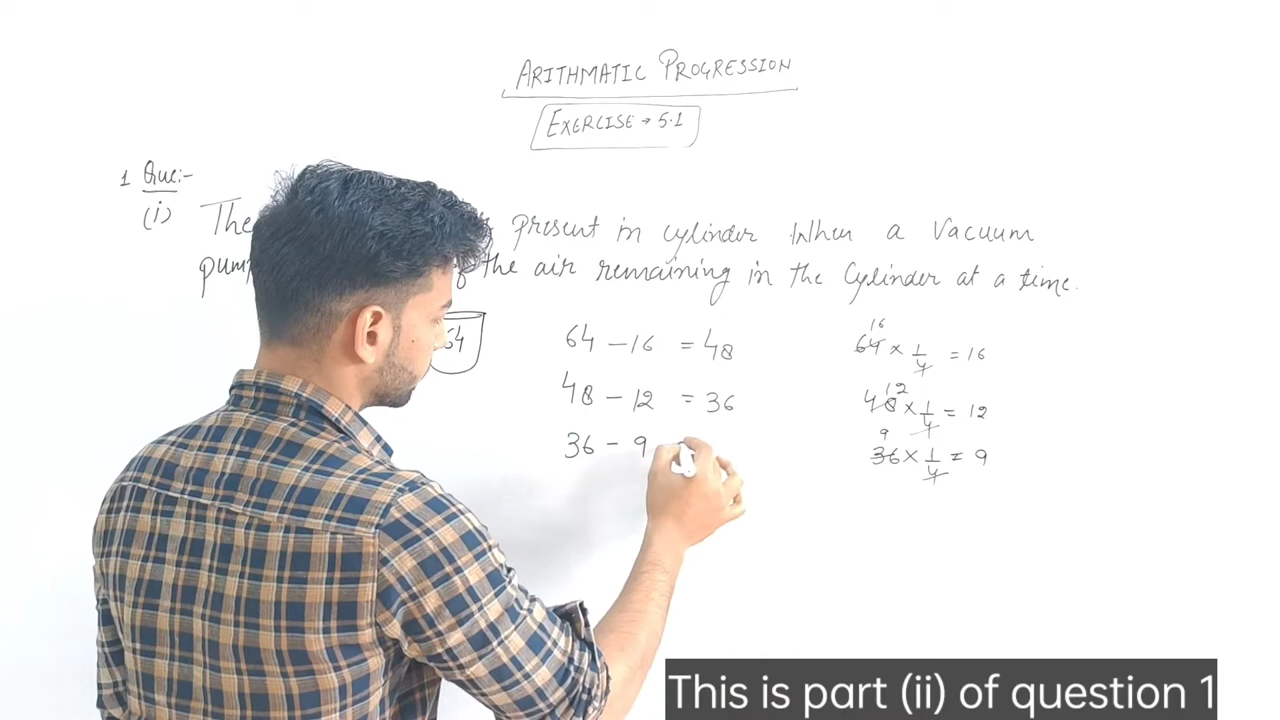 ARITHMATIC PROGRESSION
EXERCISE → 5.1
1 Que:-
(i) The present in cylinder when a Vacuum
pum of the air remaining in the Cylinder at a time.
64
64 - 16 = 48
48 - 12 = 36
36 - 9
16
64 × 1/4 = 16
12
48 × 1/4 = 12
9
36 × 1/4 = 9
This is part (ii) of question 1